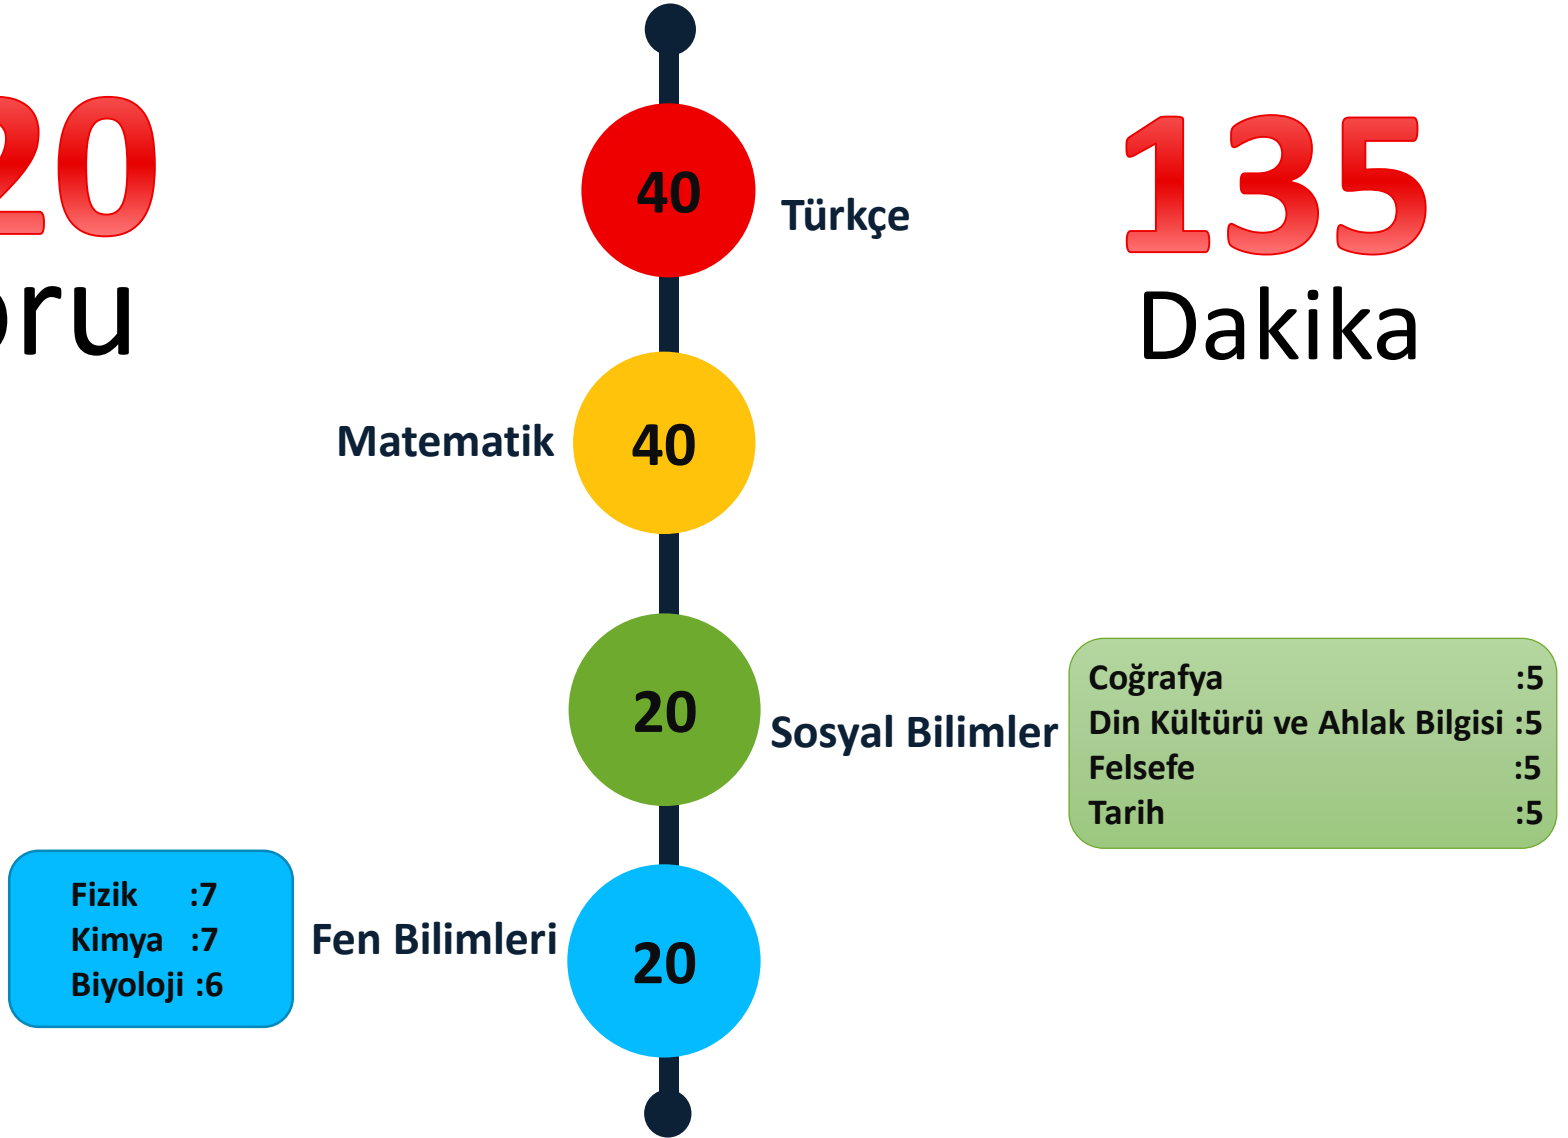 20
oru
40
Türkçe
135
Dakika
Matematik
40
20
Sosyal Bilimler
Coğrafya :5
Din Kültürü ve Ahlak Bilgisi :5
Felsefe :5
Tarih :5
Fizik :7
Kimya :7
Biyoloji :6
Fen Bilimleri
20